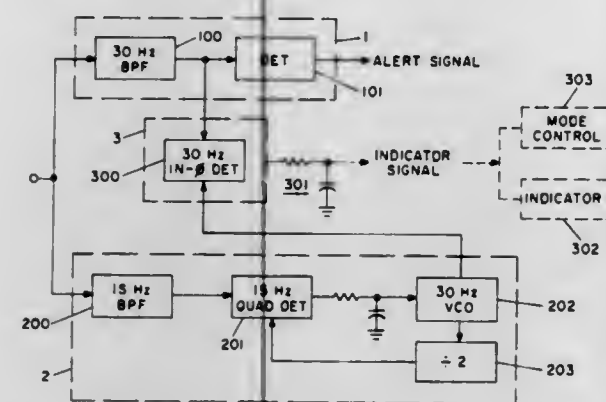 100
1
30 Hz
BPF
DET
ALERT SIGNAL
101
303
MODE
CONTROL
3
300
30 Hz
IN-ø DET
301
INDICATOR
SIGNAL
INDICATOR
302
15 Hz
BPF
15 Hz
QUAD DET
30 Hz
VCO
200
201
202
÷ 2
203
2